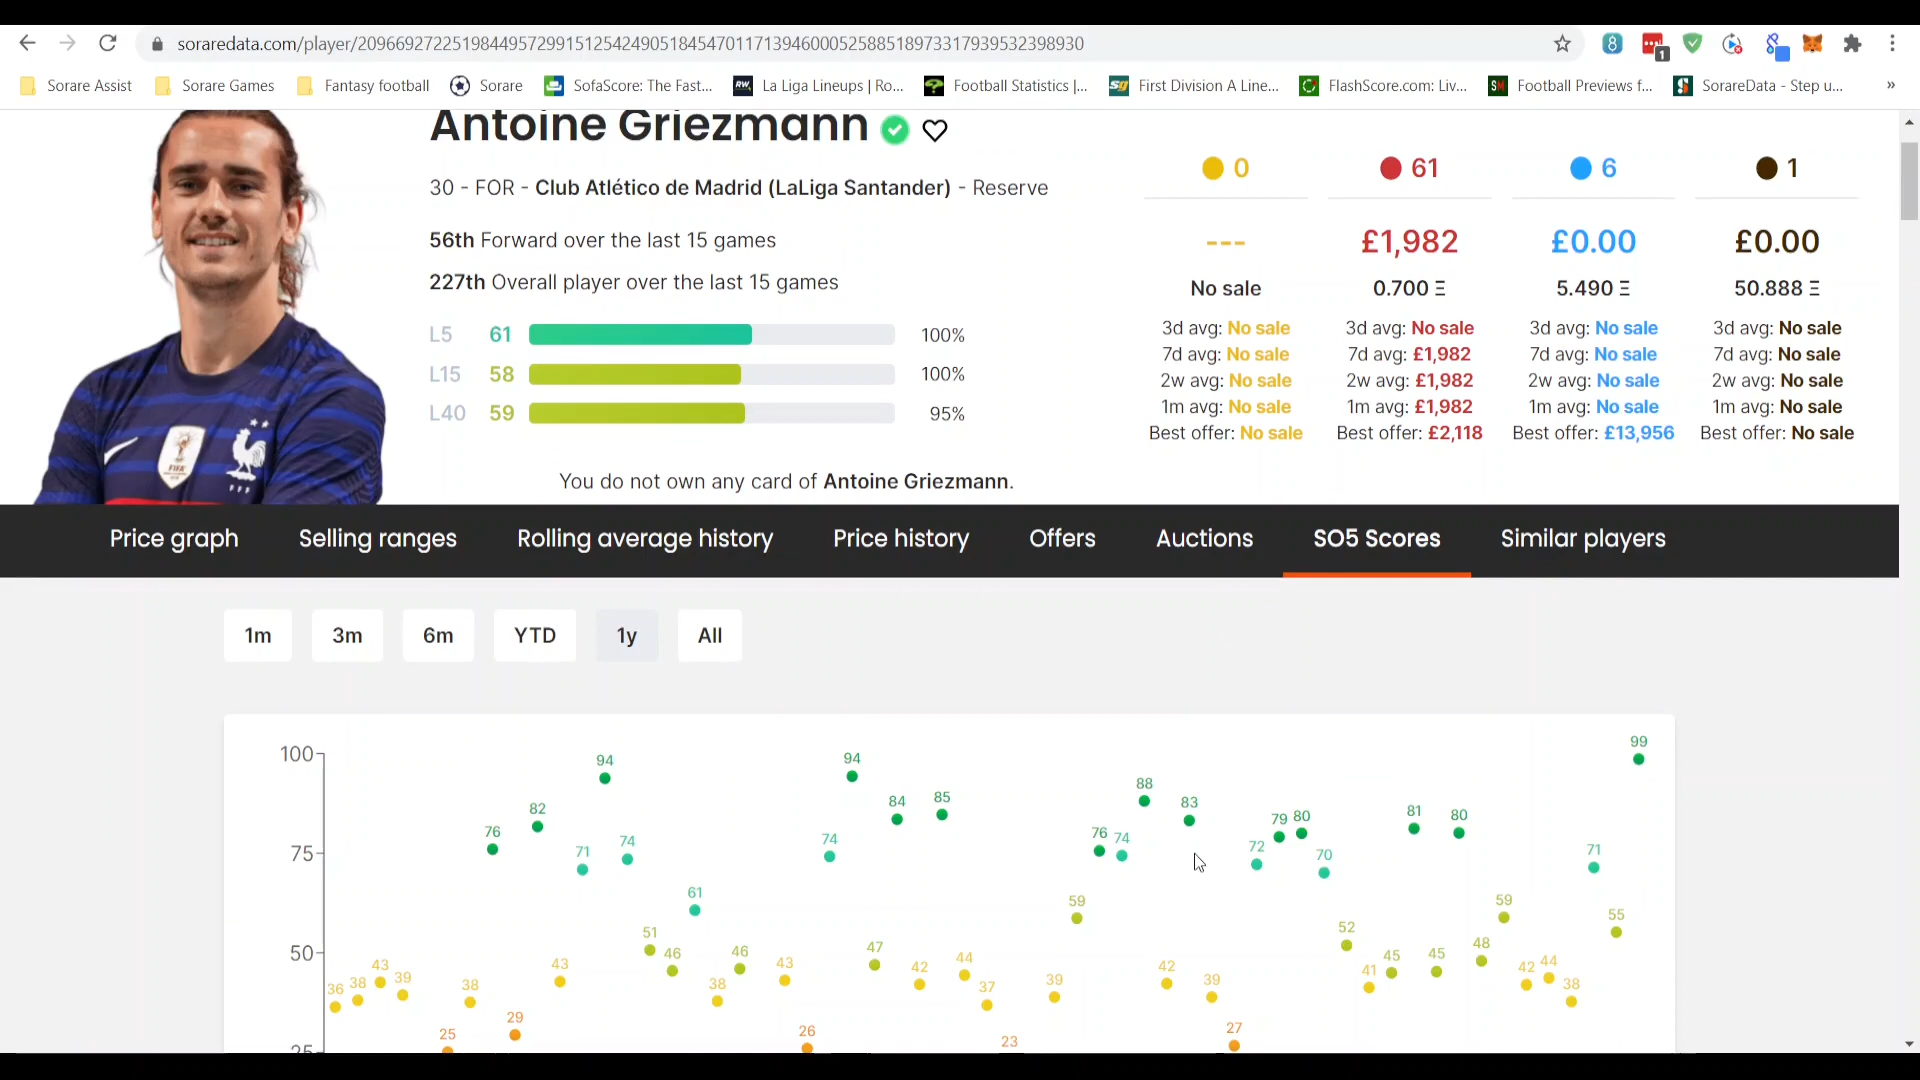 soraredata.com/player/20966927225198449572991512542490518454701171394600052588518973317939532398930
8
1
Sorare Assist
Sorare Games
Fantasy football
Sorare
SofaScore: The Fast...
RW.
La Liga Lineups | Ro...
Football Statistics |...
sg
First Division A Line...
FlashScore.com: Liv...
SM
Football Previews f...
SorareData - Step u...
»
Antoine Griezmann
30 - FOR - Club Atlético de Madrid (LaLiga Santander) - Reserve
56th Forward over the last 15 games
227th Overall player over the last 15 games
L5 61 100%
L15 58 100%
L40 59 95%
You do not own any card of Antoine Griezmann.
FIFA
FFF
0 61 6 1
--- £1,982 £0.00 £0.00
No sale 0.700 Ξ 5.490 Ξ 50.888 Ξ
3d avg: No sale 3d avg: No sale 3d avg: No sale 3d avg: No sale
7d avg: No sale 7d avg: £1,982 7d avg: No sale 7d avg: No sale
2w avg: No sale 2w avg: £1,982 2w avg: No sale 2w avg: No sale
1m avg: No sale 1m avg: £1,982 1m avg: No sale 1m avg: No sale
Best offer: No sale Best offer: £2,118 Best offer: £13,956 Best offer: No sale
Price graph Selling ranges Rolling average history Price history Offers Auctions SO5 Scores Similar players
1m 3m 6m YTD 1y All
100
75
50
25
36 38 43 39 25 38 76 29 82 43 71 94 74 51 46 61 38 46 43 26 74 94 47 84 42 85 44 37 23 39 59 76 74 88 42 83 39 27 72 79 80 70 52 41 45 81 45 80 48 59 42 44 38 71 55 99